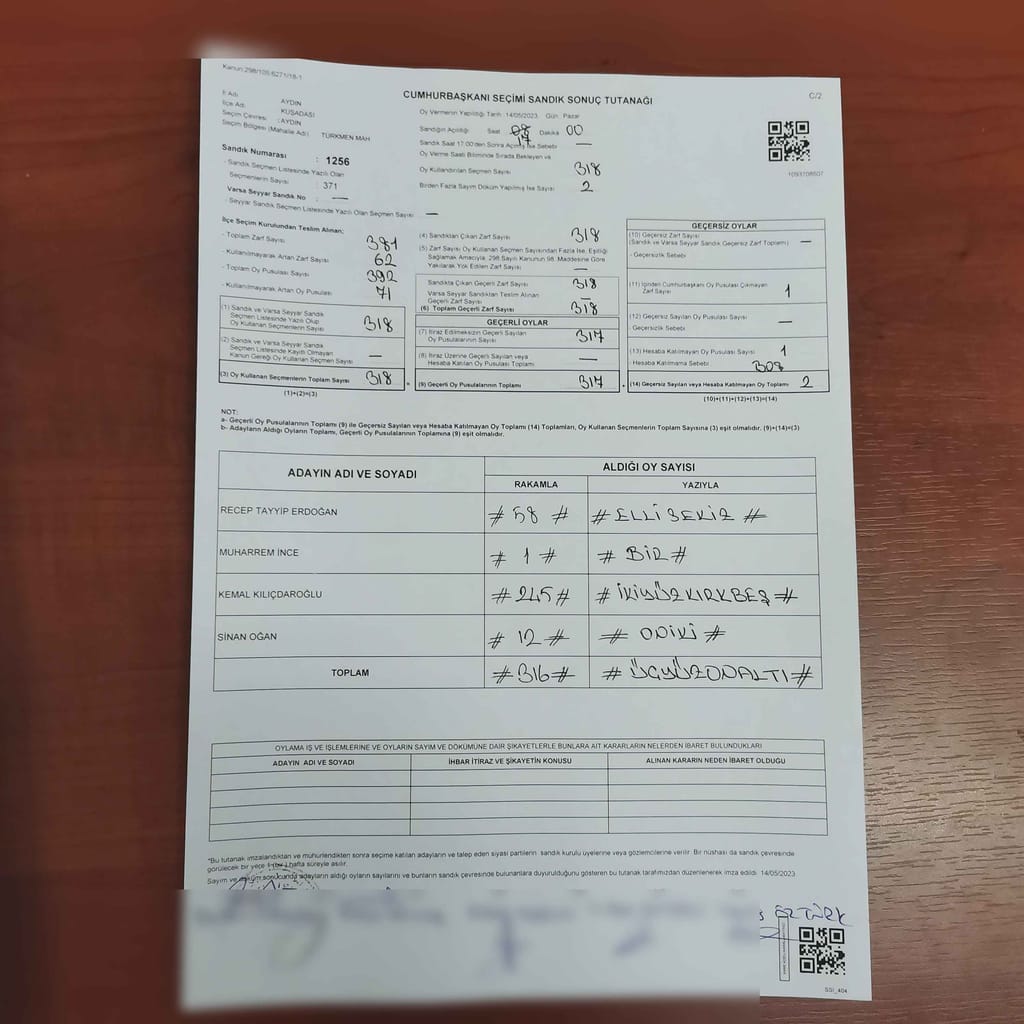 Kanun:298/105 6271/18-1
CUMHURBAŞKANI SEÇİMİ SANDIK SONUÇ TUTANAĞI
C/2
İl Adı : AYDIN
İlçe Adı : KUŞADASI
Seçim Çevresi : AYDIN
Seçim Bölgesi (Mahalle Adı) TÜRKMEN MAH
Sandık Numarası : 1256
- Sandık Seçmen Listesinde Yazılı Olan
Seçmenlerin Sayısı : 371
Varsa Seyyar Sandık No : —
- Seyyar Sandık Seçmen Listesinde Yazılı Olan Seçmen Sayısı : —
Oy Vermenin Yapıldığı Tarih :14/05/2023 Gün : Pazar
Sandığın Açıldığı Saat 17 Dakika 00
Sandık Saat 17.00'den Sonra Açılmış İse Sebebi —
Oy Verme Saati Bitiminde Sırada Bekleyen ve
Oy Kullandırılan Seçmen Sayısı 318
Birden Fazla Sayım Döküm Yapılmış İse Sayısı 2
1093708607
İlçe Seçim Kurulundan Teslim Alınan;
- Toplam Zarf Sayısı 381
- Kullanılmayarak Artan Zarf Sayısı 62
- Toplam Oy Pusulası Sayısı 392
- Kullanılmayarak Artan Oy Pusulası 71
(1) Sandık ve Varsa Seyyar Sandık
Seçmen Listesinde Yazılı Olup
Oy Kullanan Seçmenlerin Sayısı 318
(2) Sandık ve Varsa Seyyar Sandık
Seçmen Listesinde Kayıtlı Olmayan
Kanun Gereği Oy Kullanan Seçmen Sayısı —
(3) Oy Kullanan Seçmenlerin Toplam Sayısı 318
(1)+(2)=(3)
(4) Sandıktan Çıkan Zarf Sayısı 318
(5) Zarf Sayısı Oy Kullanan Seçmen Sayısından Fazla İse, Eşitliği
Sağlamak Amacıyla, 298 Sayılı Kanunun 98. Maddesine Göre
Yakılarak Yok Edilen Zarf Sayısı —
Sandıkta Çıkan Geçerli Zarf Sayısı 318
Varsa Seyyar Sandıktan Teslim Alınan
Geçerli Zarf Sayısı —
(6) Toplam Geçerli Zarf Sayısı 318
GEÇERLİ OYLAR
(7) İtiraz Edilmeksizin Geçerli Sayılan
Oy Pusulalarının Sayısı 317
(8) İtiraz Üzerine Geçerli Sayılan veya
Hesaba Katılan Oy Pusulası Toplamı —
(9) Geçerli Oy Pusulalarının Toplamı 317
GEÇERSİZ OYLAR
(10) Geçersiz Zarf Sayısı
(Sandık ve Varsa Seyyar Sandık Geçersiz Zarf Toplamı) —
- Geçersizlik Sebebi
(11) İçinden Cumhurbaşkanı Oy Pusulası Çıkmayan
Zarf Sayısı 1
(12) Geçersiz Sayılan Oy Pusulası Sayısı —
Geçersizlik Sebebi
(13) Hesaba Katılmayan Oy Pusulası Sayısı 1
- Hesaba Katılmama Sebebi
(14) Geçersiz Sayılan veya Hesaba Katılmayan Oy Toplamı 2
(10)+(11)+(12)+(13)=(14)
NOT:
a- Geçerli Oy Pusulalarının Toplamı (9) ile Geçersiz Sayılan veya Hesaba Katılmayan Oy Toplamı (14) Toplamları, Oy Kullanan Seçmenlerin Toplam Sayısına (3) eşit olmalıdır. (9)+(14)=(3)
b- Adayların Aldığı Oyların Toplamı, Geçerli Oy Pusulalarının Toplamına (9) eşit olmalıdır.
ADAYIN ADI VE SOYADI
ALDIĞI OY SAYISI
RAKAMLA YAZIYLA
RECEP TAYYİP ERDOĞAN # 58 # # ELLİSEKİZ #
MUHARREM İNCE # 1 # # BİR #
KEMAL KILIÇDAROĞLU # 245 # # İKİYÜZKIRKBEŞ #
SİNAN OĞAN # 12 # # ONİKİ #
TOPLAM # 316 # # ÜÇYÜZONALTI #
OYLAMA İŞ VE İŞLEMLERİNE VE OYLARIN SAYIM VE DÖKÜMÜNE DAİR ŞİKAYETLERLE BUNLARA AİT KARARLARIN NELERDEN İBARET BULUNDUKLARI
ADAYIN ADI VE SOYADI İHBAR İTİRAZ VE ŞİKAYETİN KONUSU ALINAN KARARIN NEDEN İBARET OLDUĞU
*Bu tutanak imzalandıktan ve mühürlendikten sonra seçime katılan adayların ve talep eden siyasi partilerin sandık kurulu üyelerine veya gözlemcilerine verilir. Bir nüshası da sandık çevresinde
görülecek bir yere 1 (bir) hafta süreyle asılır.
Sayım ve döküm sonucunda adayların aldığı oyların sayılarını ve bunların sandık çevresinde bulunanlara duyurulduğunu gösteren bu tutanak tarafımızdan düzenlenerek imza edildi. 14/05/2023
ÖZTÜRK
SSI_404